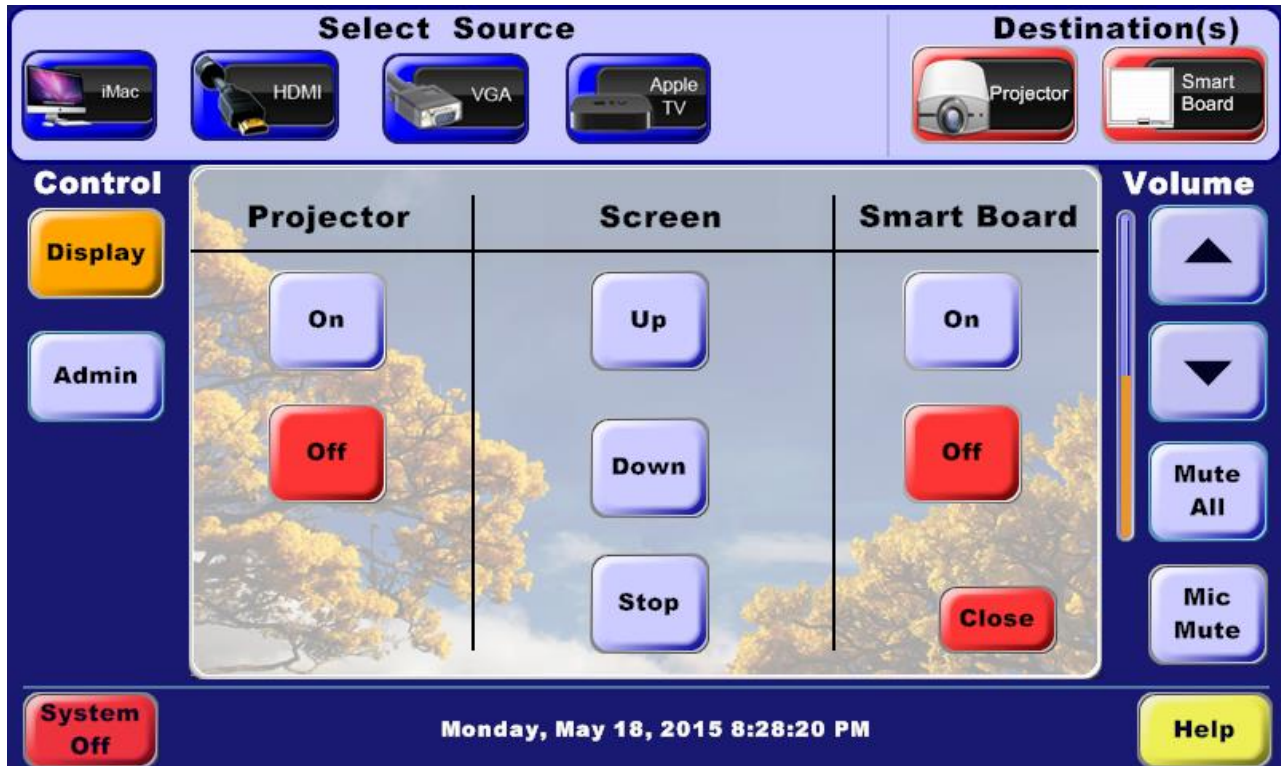 Select Source
Destination(s)
iMac
HDMI
VGA
Apple
TV
Projector
Smart
Board
Control
Display
Admin
Projector
Screen
Smart Board
On
Up
On
Off
Down
Off
Stop
Close
Volume
Mute
All
Mic
Mute
System
Off
Monday, May 18, 2015 8:28:20 PM
Help